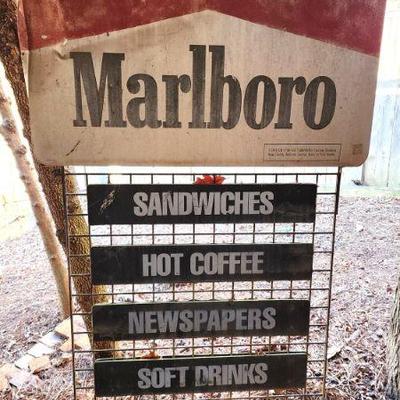 Marlboro
SANDWICHES
HOT COFFEE
NEWSPAPERS
SOFT DRINKS